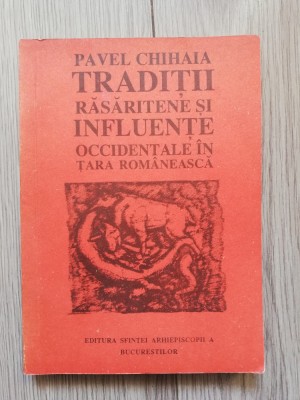 PAVEL CHIHAIA
TRADIȚII
RĂSĂRITENE ȘI
INFLUENȚE
OCCIDENTALE ÎN
ȚARA ROMÂNEASCĂ
EDITURA SFINTEI ARHIEPISCOPII A
BUCUREȘTILOR